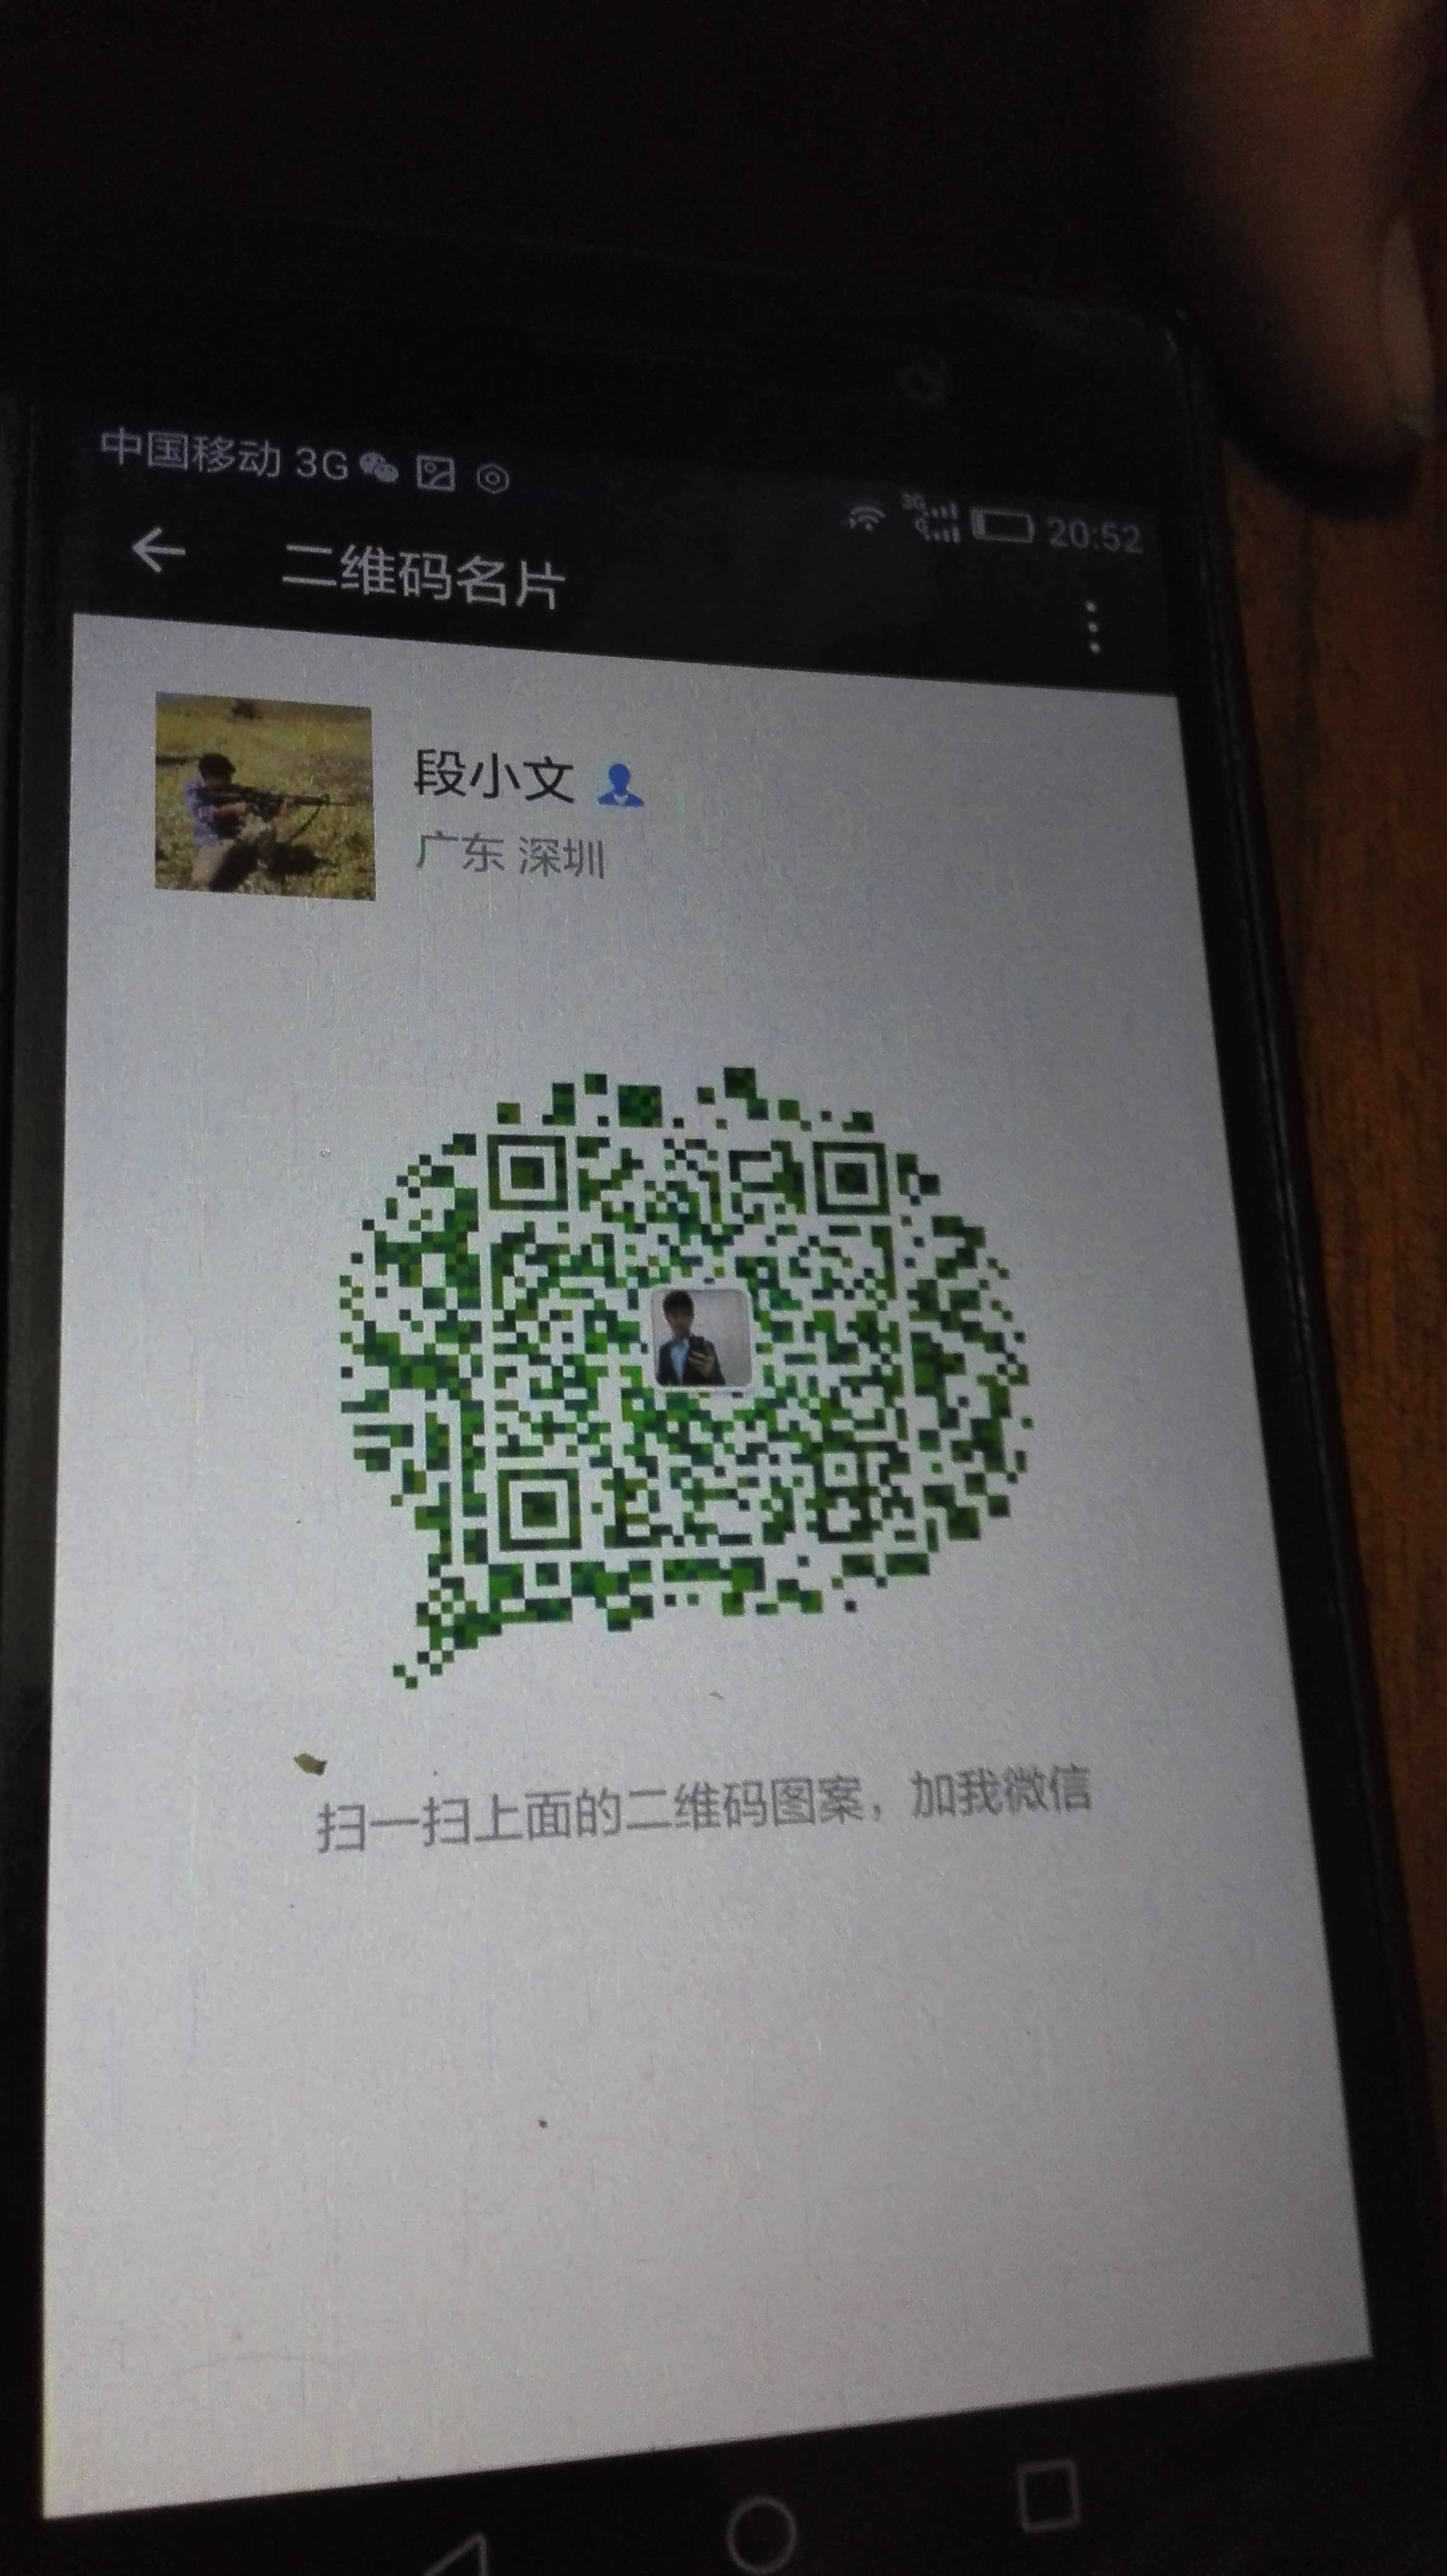 中国移动 3G
3G
G
20:52
二维码名片
段小文
广东 深圳
扫一扫上面的二维码图案，加我微信